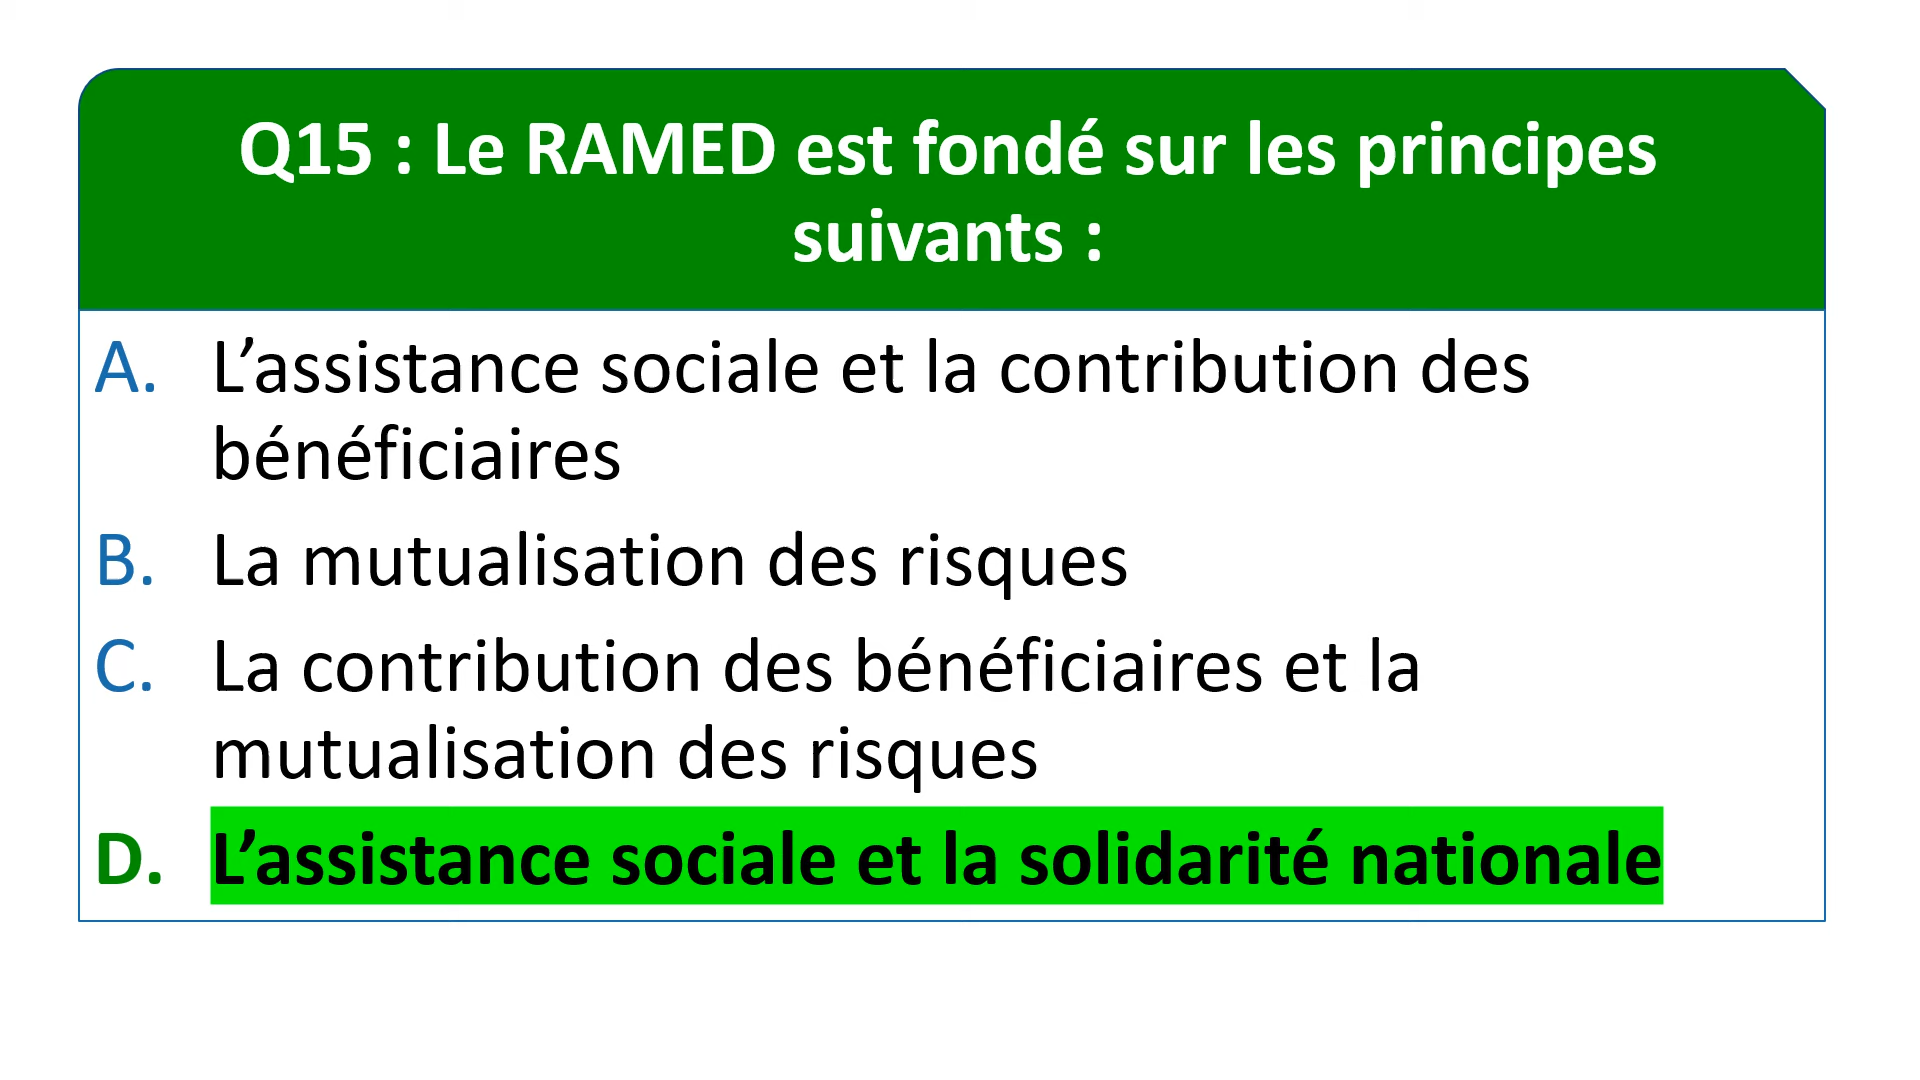 Q15 : Le RAMED est fondé sur les principes
suivants :
A. L’assistance sociale et la contribution des
bénéficiaires
B. La mutualisation des risques
C. La contribution des bénéficiaires et la
mutualisation des risques
D. L’assistance sociale et la solidarité nationale